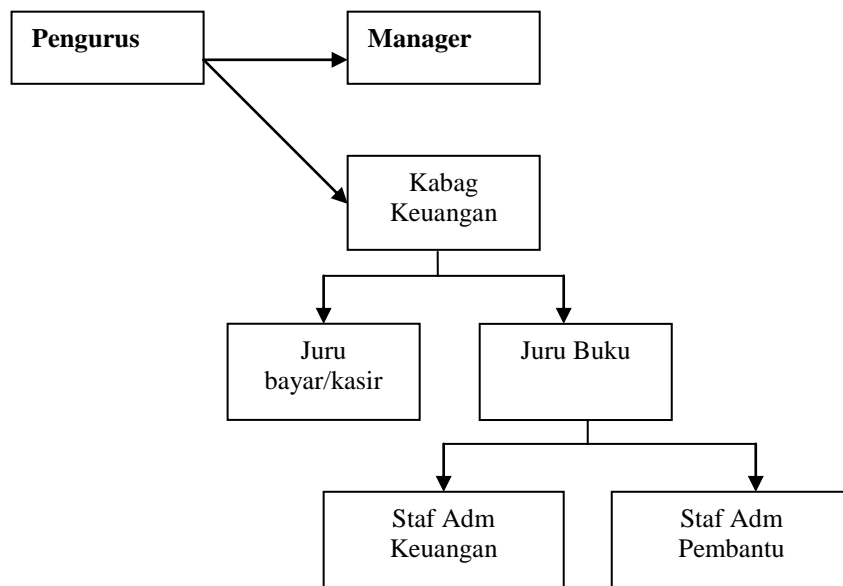 Pengurus
Manager
Kabag
Keuangan
Juru
bayar/kasir
Juru Buku
Staf Adm
Keuangan
Staf Adm
Pembantu